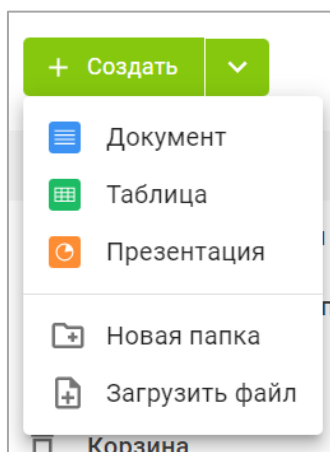 Создать
Документ
Таблица
Презентация
Новая папка
Загрузить файл
Корзина